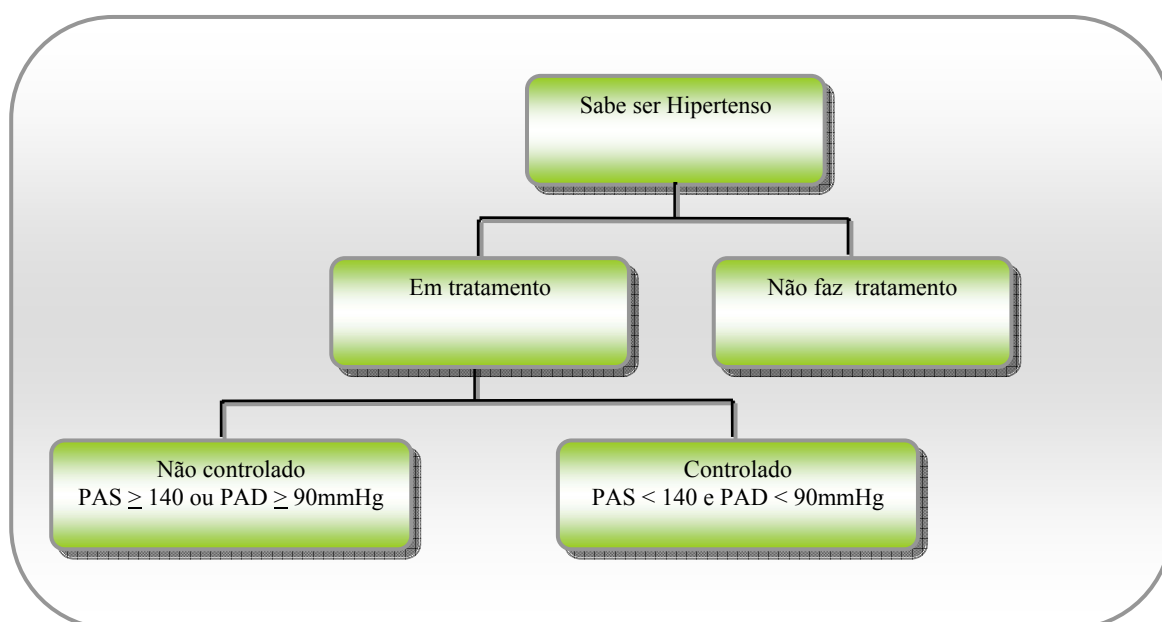 Sabe ser Hipertenso
Em tratamento
Não faz tratamento
Não controlado
PAS ≥ 140 ou PAD ≥ 90mmHg
Controlado
PAS < 140 e PAD < 90mmHg